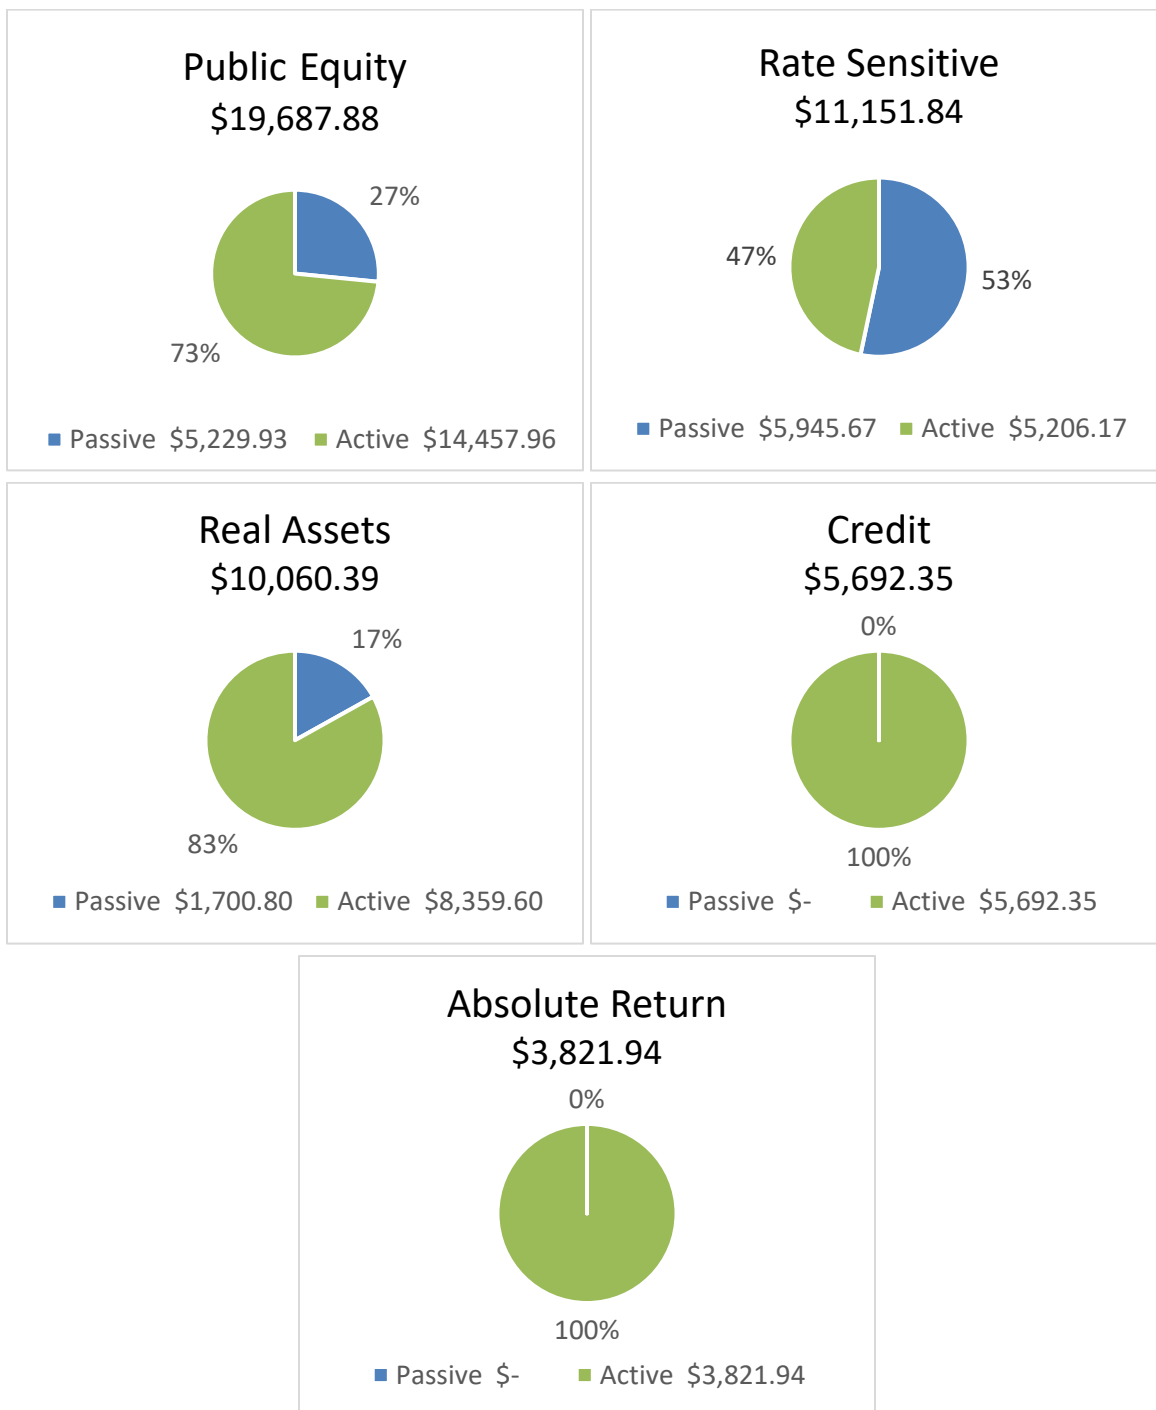 Public Equity
$19,687.88
27%
73%
Passive $5,229.93 Active $14,457.96
Rate Sensitive
$11,151.84
47%
53%
Passive $5,945.67 Active $5,206.17
Real Assets
$10,060.39
17%
83%
Passive $1,700.80 Active $8,359.60
Credit
$5,692.35
0%
100%
Passive $- Active $5,692.35
Absolute Return
$3,821.94
0%
100%
Passive $- Active $3,821.94